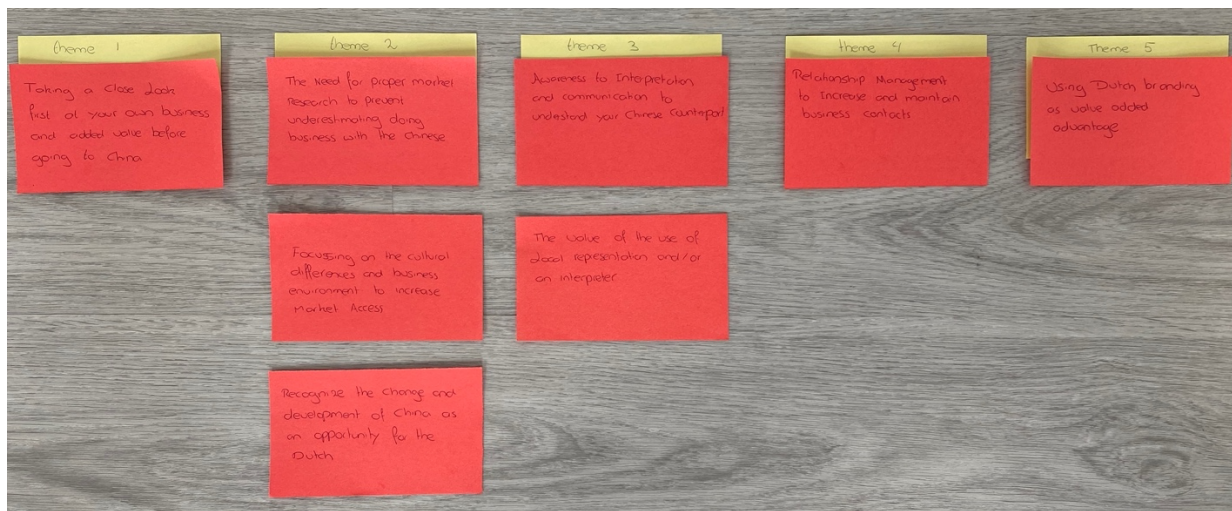 theme 1
Taking a close look
first at your own business
and added value before
going to China
theme 2
The Need for proper market
Research to prevent
underestimating doing
business with the Chinese
Focussing on the cultural
differences and business
environment to increase
Market Access
Recognize the change and
development of China as
an opportunity for the
Dutch
theme 3
Awareness to Interpretation
and communication to
understand your Chinese Counterpart
The value of the use of
local representation and/or
an interpreter
theme 4
Relationship Management
to Increase and maintain
business contacts
Theme 5
Using Dutch branding
as value added
advantage